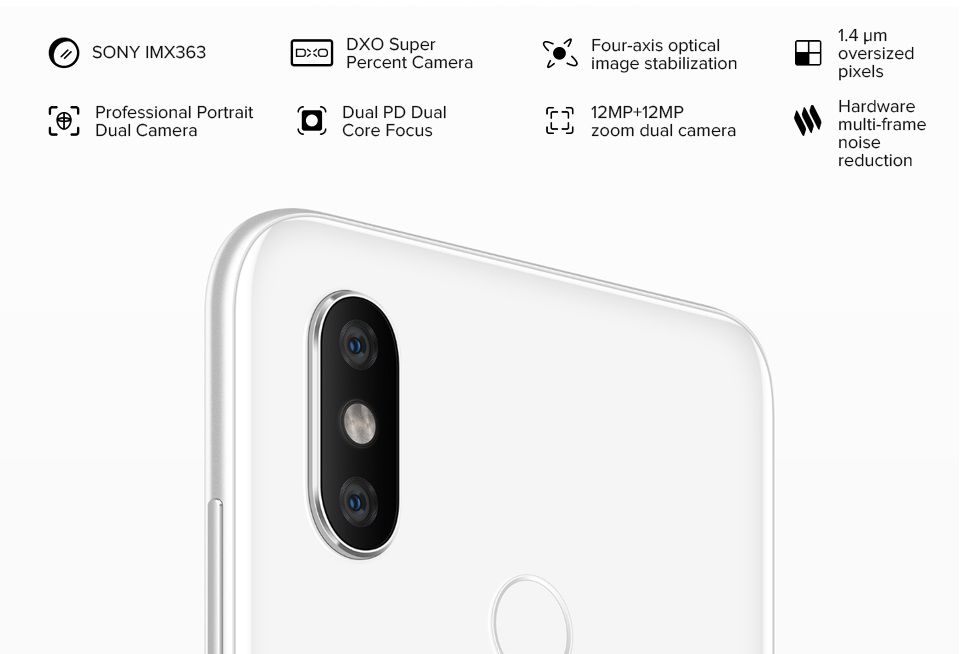 SONY IMX363
DXO
DXO Super
Percent Camera
Four-axis optical
image stabilization
1.4 μm
oversized
pixels
Professional Portrait
Dual Camera
Dual PD Dual
Core Focus
12MP+12MP
zoom dual camera
Hardware
multi-frame
noise
reduction